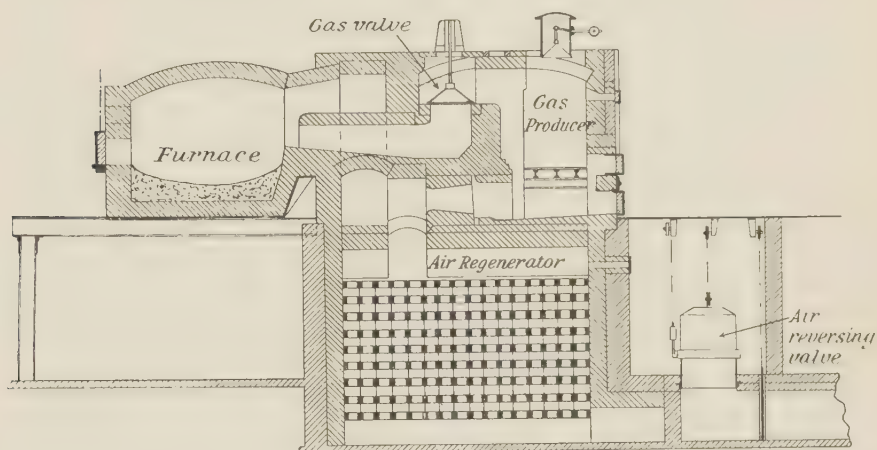 Gas valve
Gas
Producer
Furnace
Air Regenerator
Air
reversing
valve